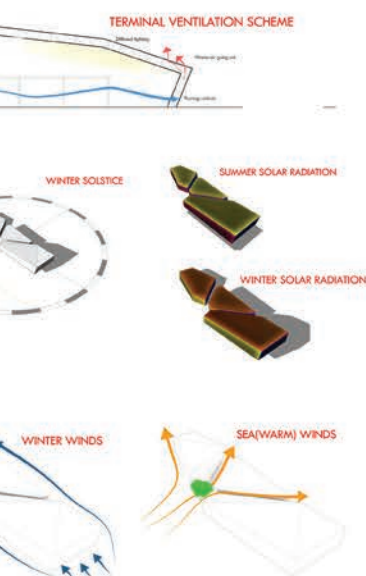 TERMINAL VENTILATION SCHEME
Diffused lighting
WINTER SOLSTICE
SUMMER SOLAR RADIATION
WINTER SOLAR RADIATION
WINTER WINDS
SEA(WARM) WINDS